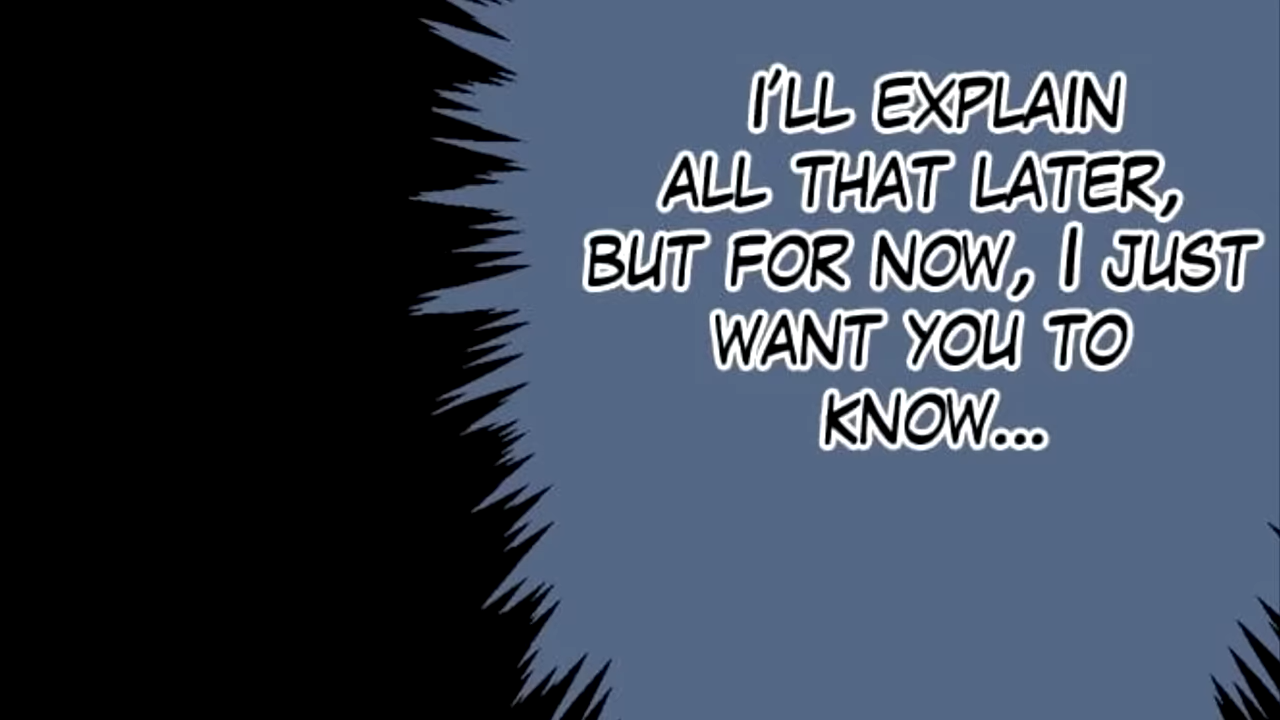 I'LL EXPLAIN
ALL THAT LATER,
BUT FOR NOW, I JUST
WANT YOU TO
KNOW...